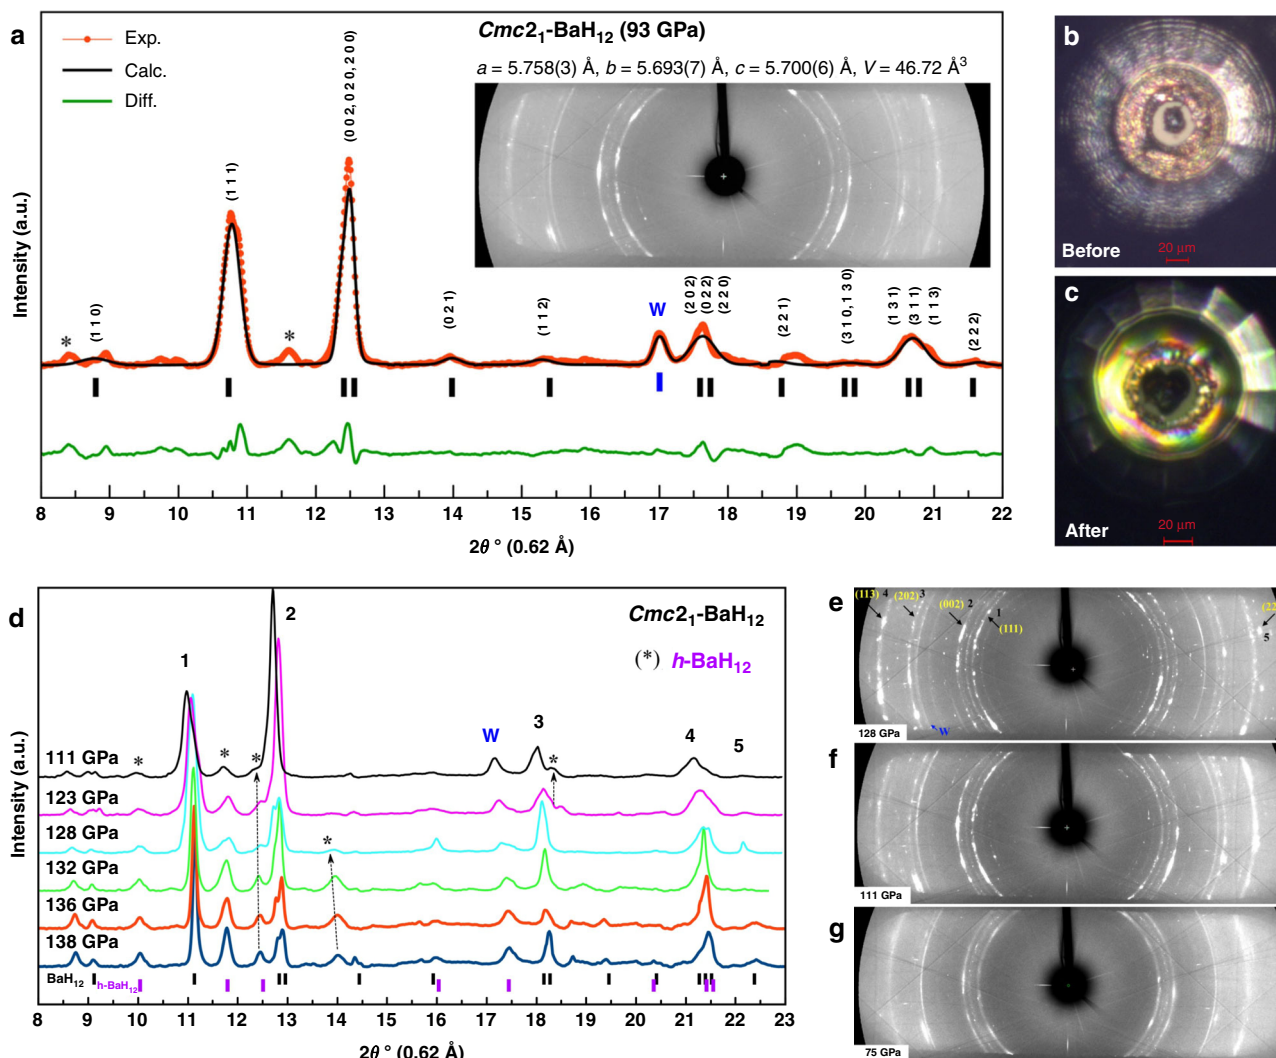 a
Exp.
Calc.
Diff.
Cmc2₁-BaH₁₂ (93 GPa)
a = 5.758(3) Å, b = 5.693(7) Å, c = 5.700(6) Å, V = 46.72 Å³
Intensity (a.u.)
*
(1 1 0)
(1 1 1)
*
(0 0 2, 0 2 0, 2 0 0)
(0 2 1)
(1 1 2)
W
(2 0 2)
(0 2 2)
(2 2 0)
(2 2 1)
(3 1 0, 1 3 0)
(1 3 1)
(3 1 1)
(1 1 3)
(2 2 2)
8 9 10 11 12 13 14 15 16 17 18 19 20 21 22
2θ ° (0.62 Å)
b
Before
20 μm
c
After
20 μm
d
Cmc2₁-BaH₁₂
(*) h-BaH₁₂
Intensity (a.u.)
1
2
W
3
4
5
*
*
*
*
*
111 GPa
123 GPa
128 GPa
132 GPa
136 GPa
138 GPa
BaH₁₂
h-BaH₁₂
8 9 10 11 12 13 14 15 16 17 18 19 20 21 22 23
2θ ° (0.62 Å)
e
(113) 4
(202) 3
(002) 2
1
(111)
(22
5
W
128 GPa
f
111 GPa
g
75 GPa